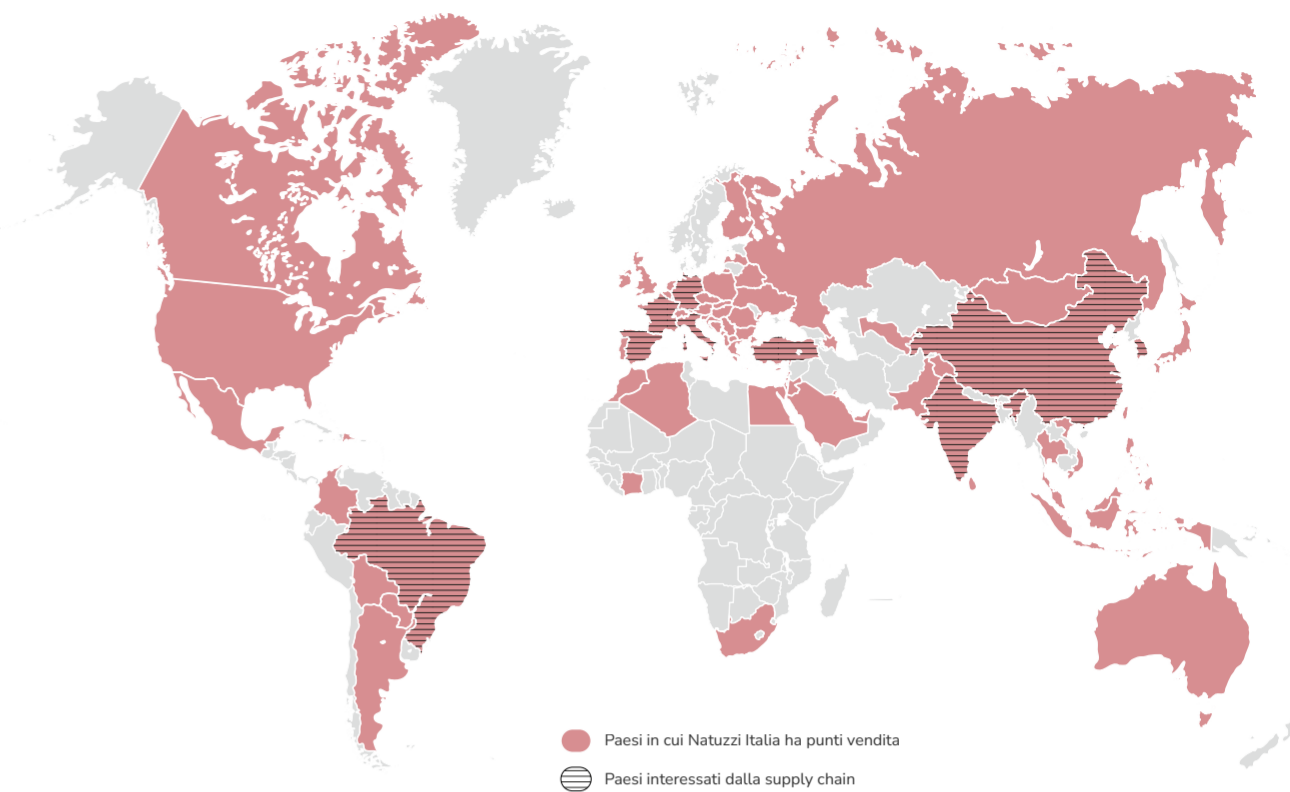 Paesi in cui Natuzzi Italia ha punti vendita
Paesi interessati dalla supply chain